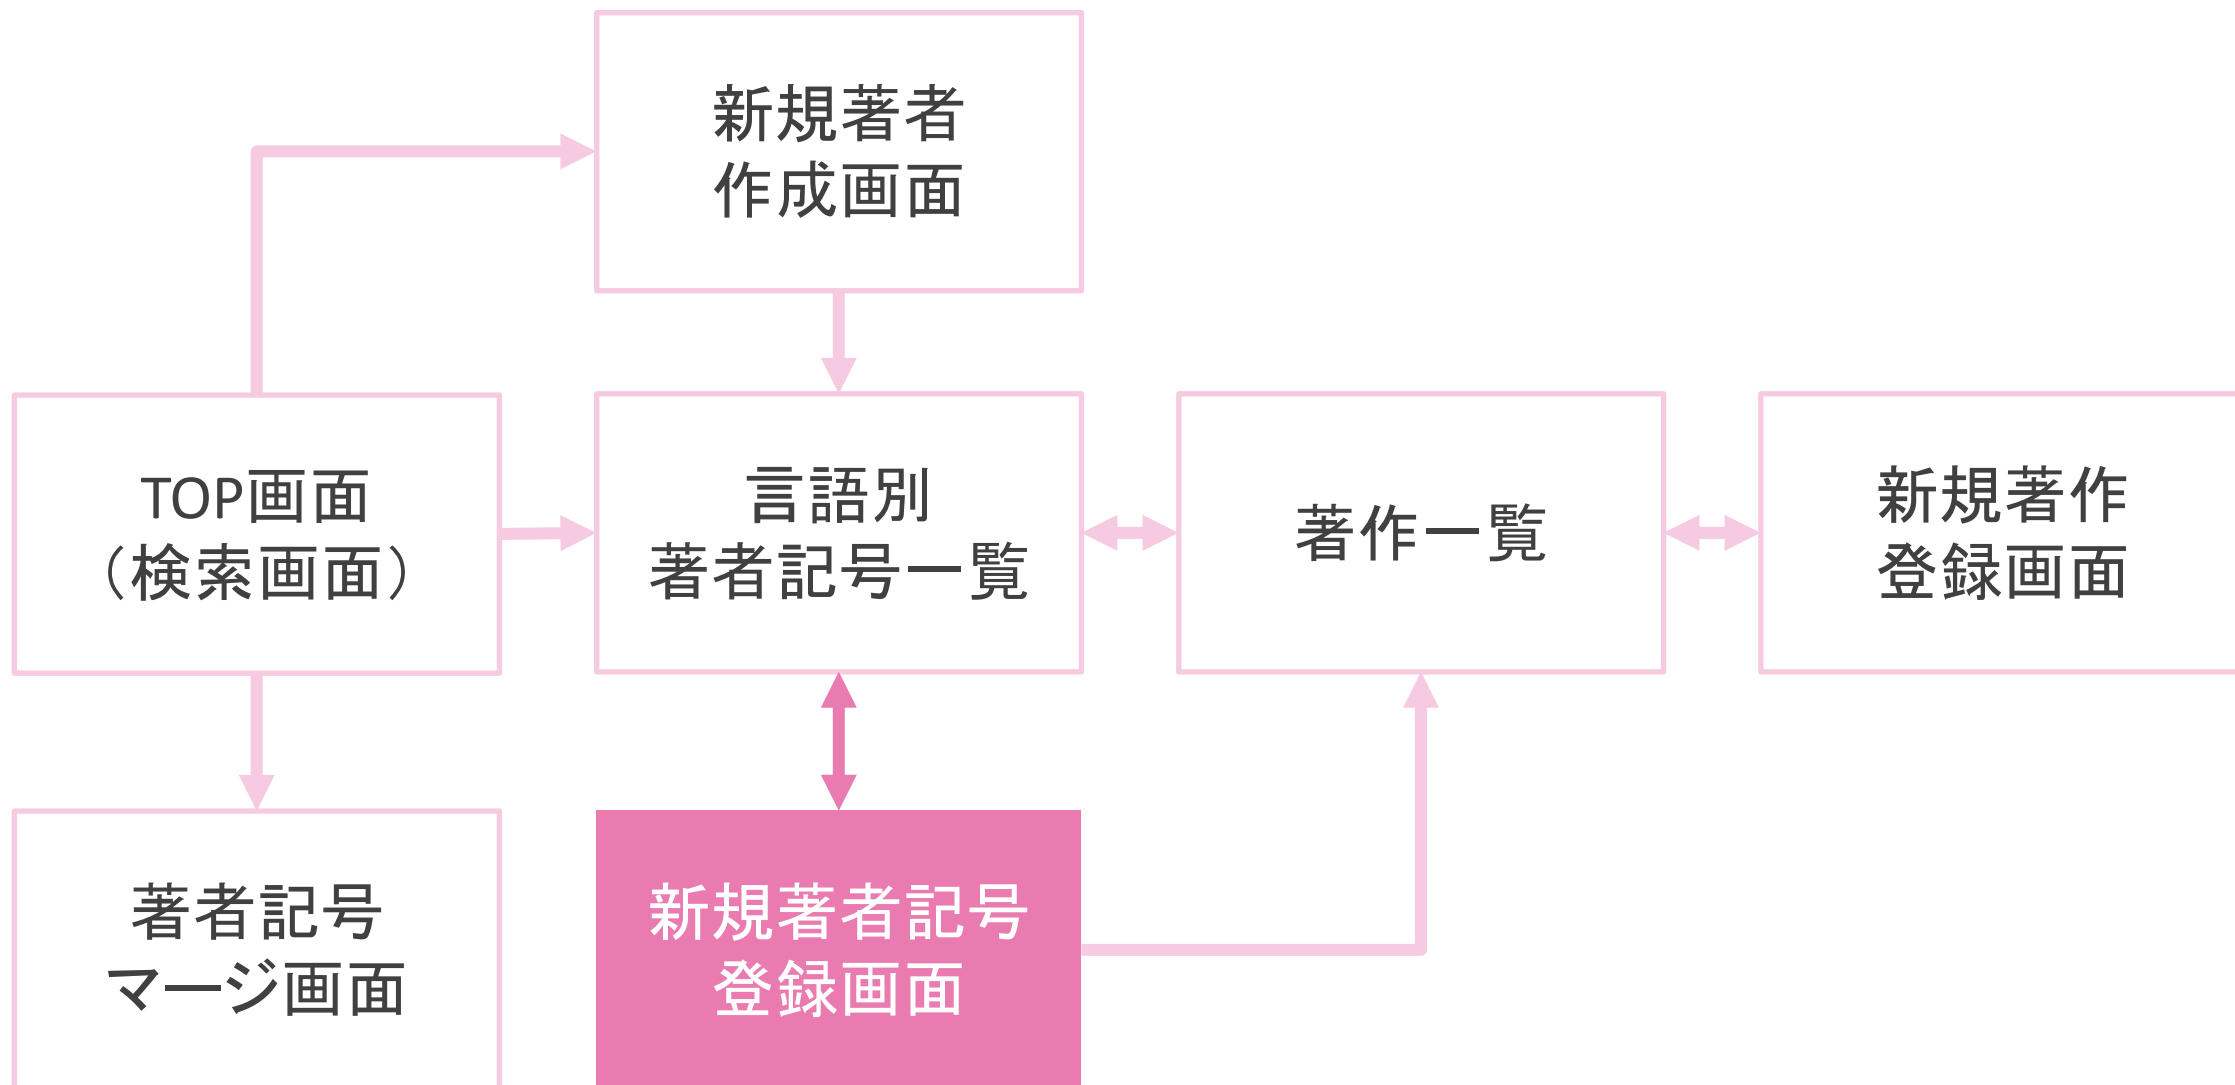 新規著者
作成画面
TOP画面
（検索画面）
言語別
著者記号一覧
著作一覧
新規著作
登録画面
著者記号
マージ画面
新規著者記号
登録画面